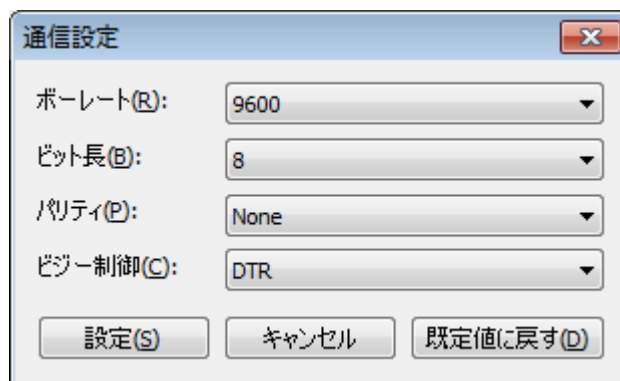 通信設定
ボーレート(R): 9600
ビット長(B): 8
パリティ(P): None
ビジー制御(C): DTR
設定(S) キャンセル 既定値に戻す(D)